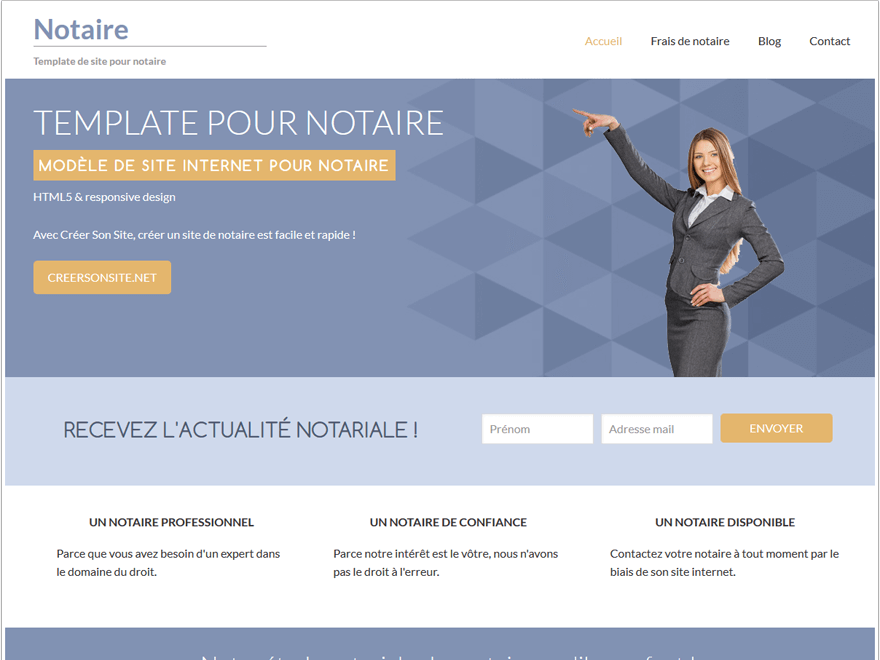 Notaire
Template de site pour notaire
Accueil Frais de notaire Blog Contact
TEMPLATE POUR NOTAIRE
MODÈLE DE SITE INTERNET POUR NOTAIRE
HTML5 & responsive design
Avec Créer Son Site, créer un site de notaire est facile et rapide !
CREERSONSITE.NET
RECEVEZ L'ACTUALITÉ NOTARIALE !
Prénom Adresse mail ENVOYER
UN NOTAIRE PROFESSIONNEL
Parce que vous avez besoin d'un expert dans
le domaine du droit.
UN NOTAIRE DE CONFIANCE
Parce notre intérêt est le vôtre, nous n'avons
pas le droit à l'erreur.
UN NOTAIRE DISPONIBLE
Contactez votre notaire à tout moment par le
biais de son site internet.